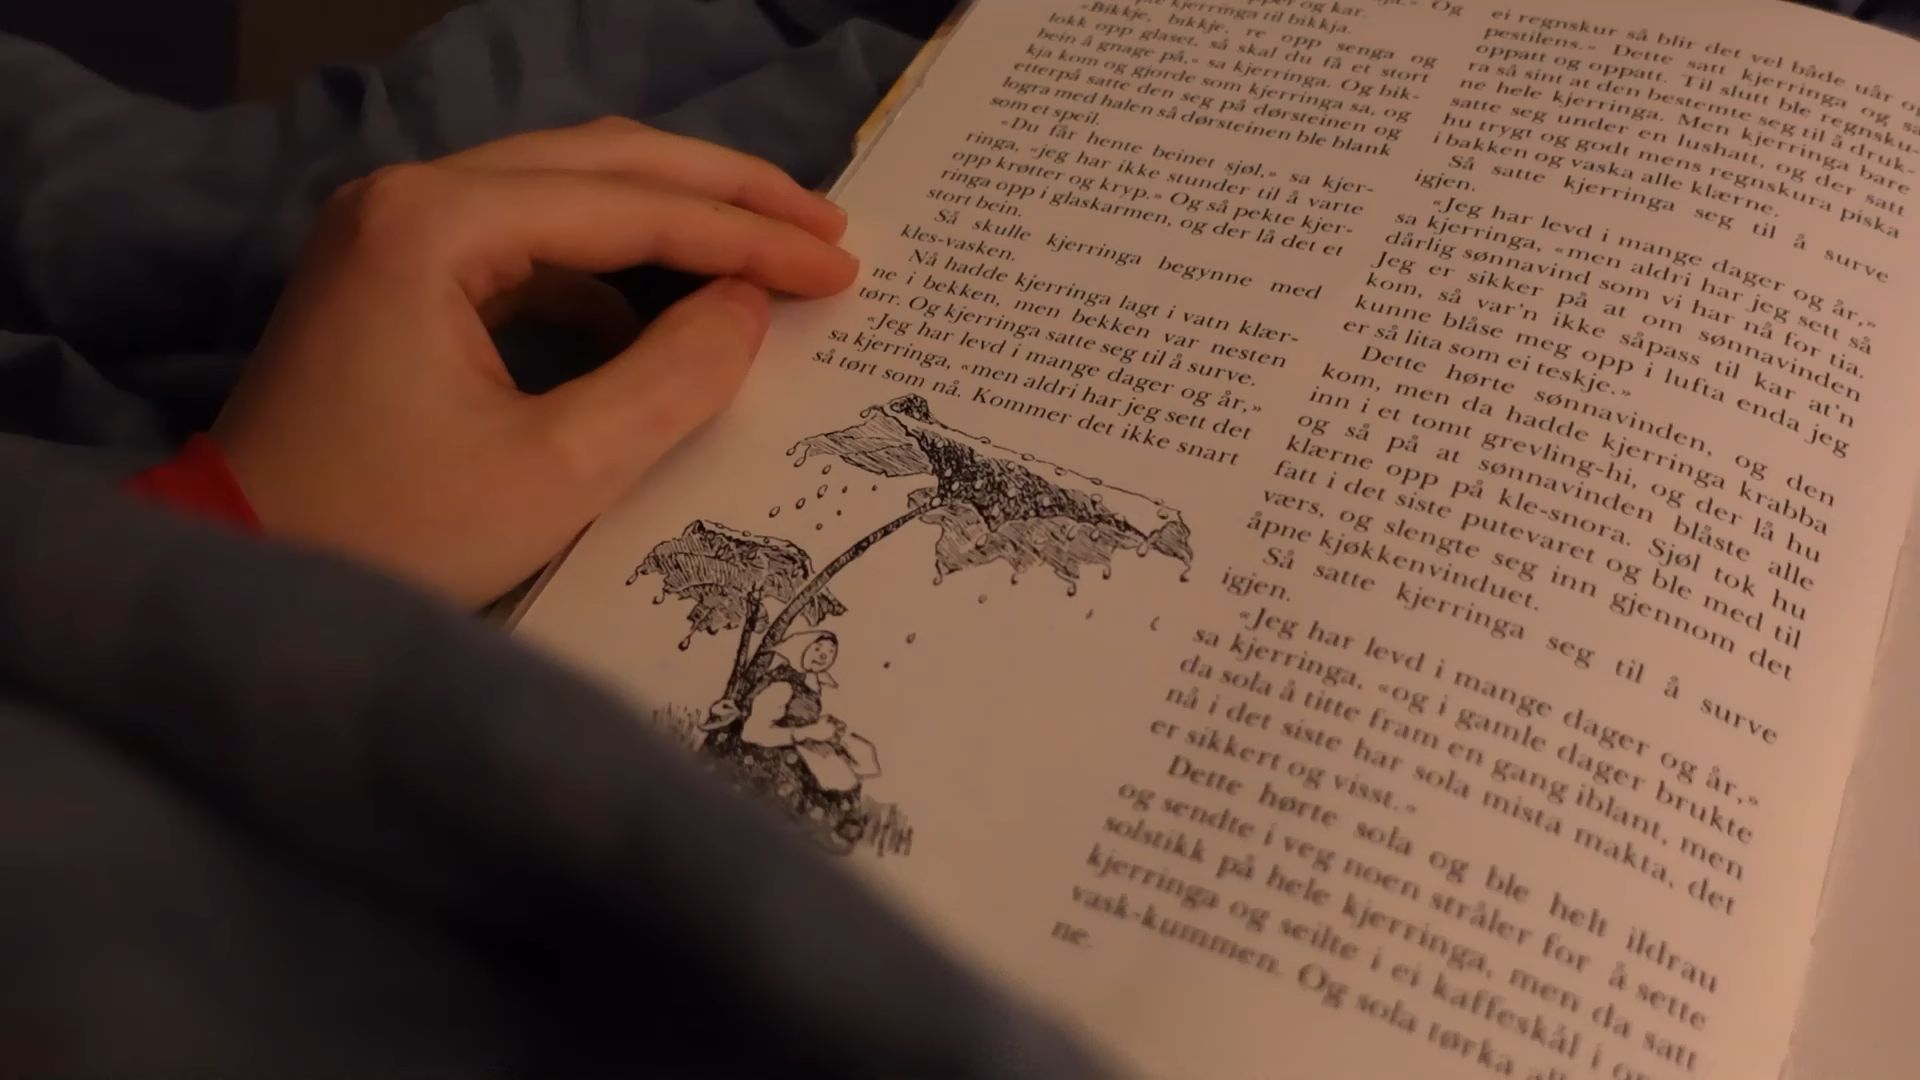 og kar.
kjerringa til bikkja.
«Bikkje, bikkje, re opp senga og
lokk opp glaset, så skal du få et stort
bein å gnage på,» sa kjerringa. Og bik-
kja kom og gjorde som kjerringa sa, og
etterpå satte den seg på dørsteinen og
logra med halen så dørsteinen ble blank
som et speil.
«Du får hente beinet sjøl,» sa kjer-
ringa, «jeg har ikke stunder til å varte
opp krøtter og kryp.» Og så pekte kjer-
ringa opp i glaskarmen, og der lå det et
stort bein.
Så skulle kjerringa begynne med
kles-vasken.
Nå hadde kjerringa lagt i vatn klær-
ne i bekken, men bekken var nesten
tørr. Og kjerringa satte seg til å surve.
«Jeg har levd i mange dager og år,»
sa kjerringa, «men aldri har jeg sett det
så tørt som nå. Kommer det ikke snart
ei regnskur så blir det vel både uår
pestilens.» Dette satt kjerringa og
oppatt og oppatt. Til slutt ble regnsku-
ra så sint at den bestemte seg til å druk-
ne hele kjerringa. Men kjerringa bare
satte seg under en lushatt, og der satt
hu trygt og godt mens regnskura piska
i bakken og vaska alle klærne.
Så satte kjerringa seg til å surve
igjen.
«Jeg har levd i mange dager og år,»
sa kjerringa, «men aldri har jeg sett så
dårlig sønnavind som vi har nå for tia.
Jeg er sikker på at om sønnavinden
kom, så var'n ikke såpass til kar at'n
kunne blåse meg opp i lufta enda jeg
er så lita som ei teskje.»
Dette hørte sønnavinden, og den
kom, men da hadde kjerringa krabba
inn i et tomt grevling-hi, og der lå hu
og så på at sønnavinden blåste alle
klærne opp på kle-snora. Sjøl tok hu
fatt i det siste putevaret og ble med til
værs, og slengte seg inn gjennom det
åpne kjøkkenvinduet.
Så satte kjerringa seg til å surve
igjen.
«Jeg har levd i mange dager og år,»
sa kjerringa, «og i gamle dager brukte
da sola å titte fram en gang iblant, men
nå i det siste har sola mista makta, det
er sikkert og visst.»
Dette hørte sola og ble helt ildrau
og sendte i veg noen stråler for å sette
solstikk på hele kjerringa, men da satt
kjerringa og seilte i ei kaffeskål i
vask-kummen. Og sola tørka
ne.